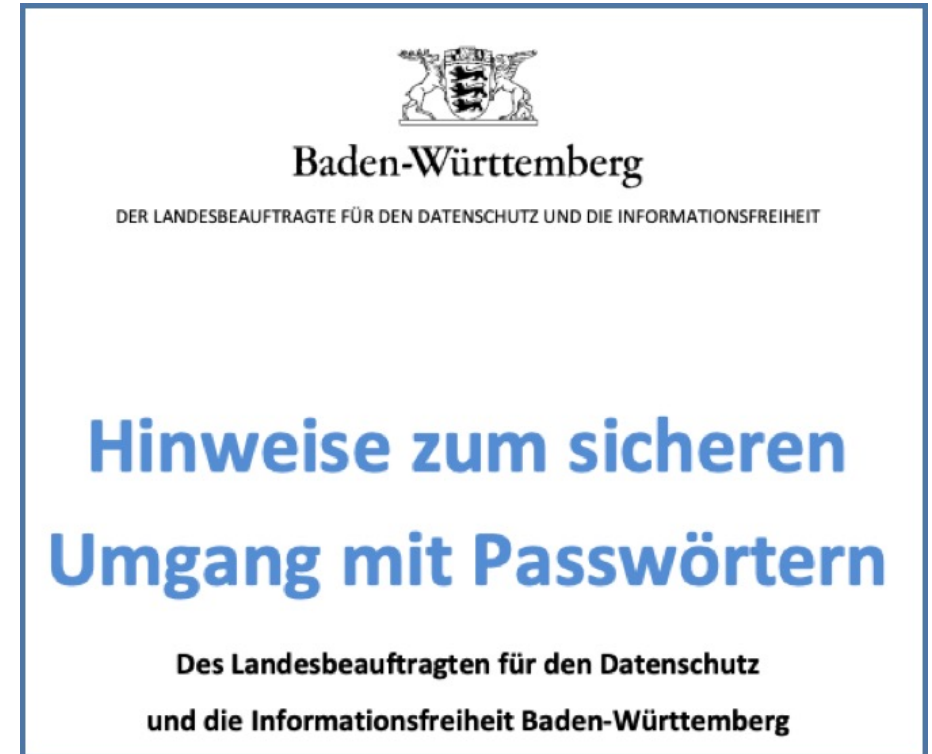 Baden-Württemberg
DER LANDESBEAUFTRAGTE FÜR DEN DATENSCHUTZ UND DIE INFORMATIONSFREIHEIT
Hinweise zum sicheren
Umgang mit Passwörtern
Des Landesbeauftragten für den Datenschutz
und die Informationsfreiheit Baden-Württemberg